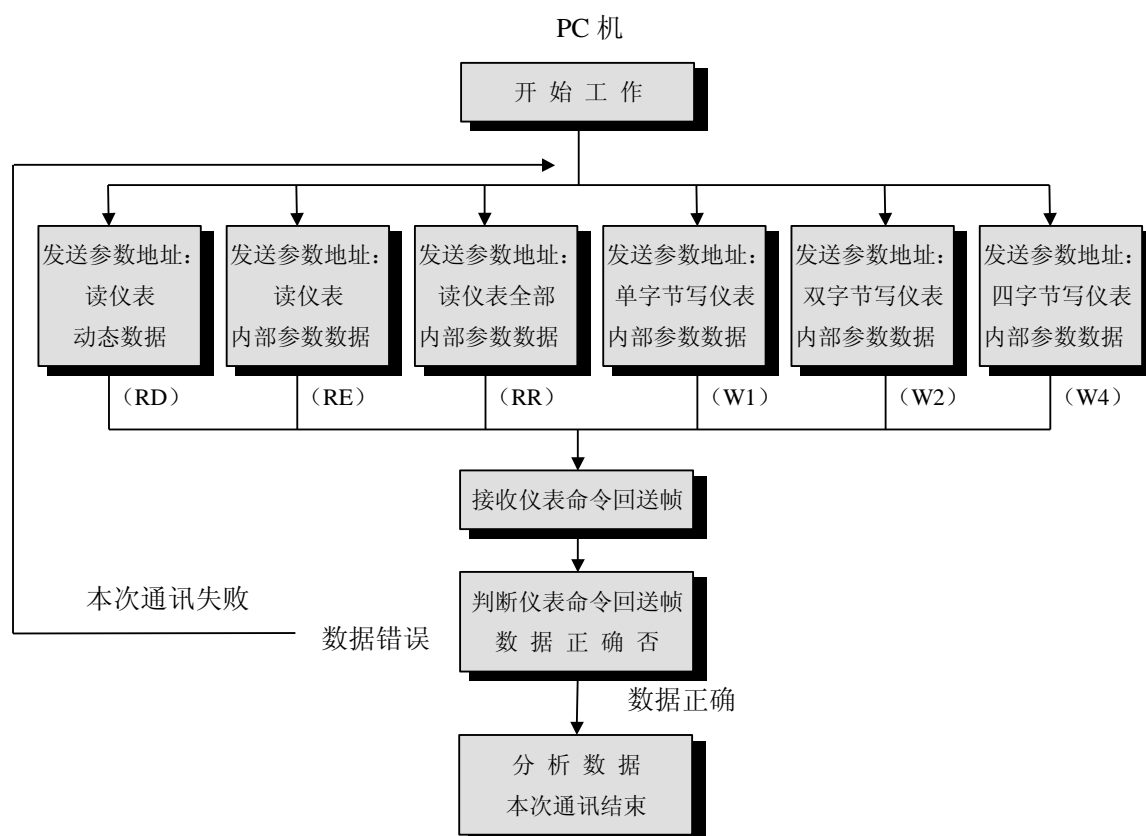 PC 机
开 始 工 作
发送参数地址：
读仪表
动态数据
发送参数地址：
读仪表
内部参数数据
发送参数地址：
读仪表全部
内部参数数据
发送参数地址：
单字节写仪表
内部参数数据
发送参数地址：
双字节写仪表
内部参数数据
发送参数地址：
四字节写仪表
内部参数数据
（RD）
（RE）
（RR）
（W1）
（W2）
（W4）
接收仪表命令回送帧
本次通讯失败
判断仪表命令回送帧
数 据 正 确 否
数据错误
数据正确
分 析 数 据
本次通讯结束